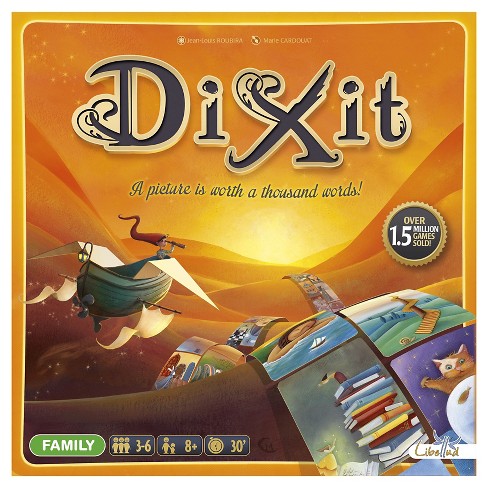 Jean-Louis ROUBIRA Marie CARDOUAT
DiXit
A picture is worth a thousand words!
OVER
1.5 MILLION
GAMES
SOLD!
FAMILY 3-6 8+ 30'
Libellud